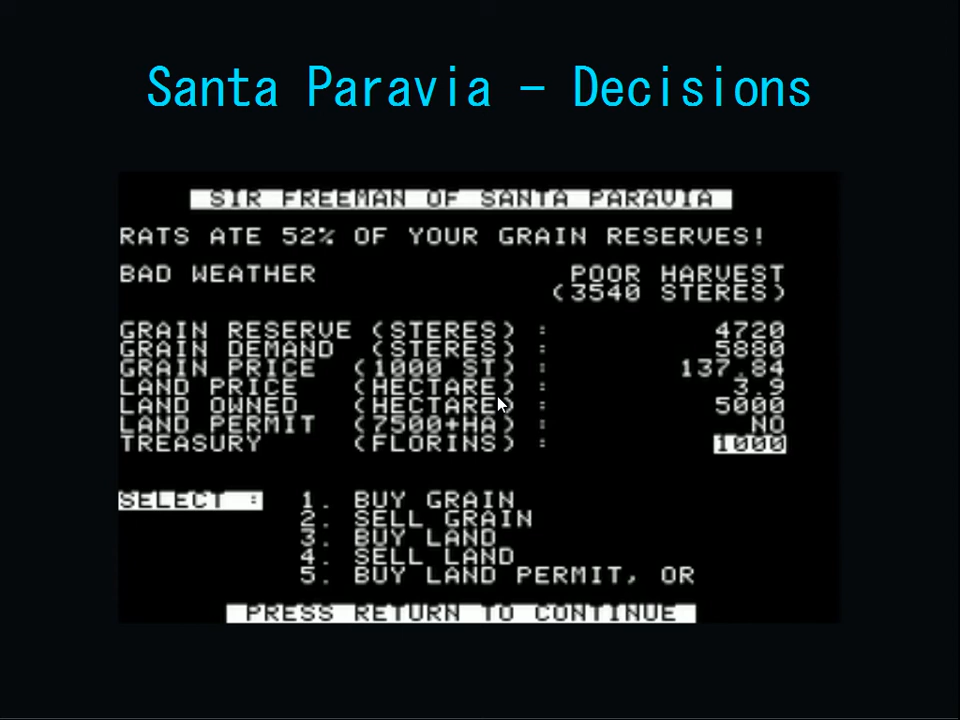 Santa Paravia - Decisions
SIR FREEMAN OF SANTA PARAVIA
RATS ATE 52% OF YOUR GRAIN RESERVES!
BAD WEATHER POOR HARVEST
(3540 STERES)
GRAIN RESERVE (STERES) : 4720
GRAIN DEMAND (STERES) : 5880
GRAIN PRICE (1000 ST) : 137.84
LAND PRICE (HECTARE) : 3.9
LAND OWNED (HECTARE) : 5000
LAND PERMIT (7500+HA) : NO
TREASURY (FLORINS) : 1000
SELECT : 1. BUY GRAIN
2. SELL GRAIN
3. BUY LAND
4. SELL LAND
5. BUY LAND PERMIT, OR
PRESS RETURN TO CONTINUE